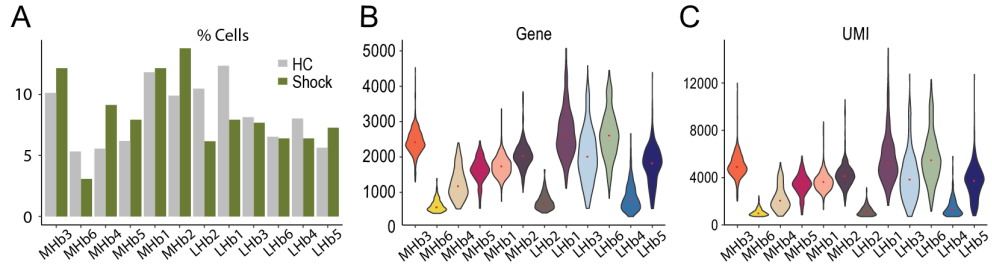 A
% Cells
HC
Shock
10
5
0
MHb3 MHb6 MHb4 MHb5 MHb1 MHb2 LHb2 LHb1 LHb3 LHb6 LHb4 LHb5
B
Gene
5000
4000
3000
2000
1000
0
MHb3 MHb6 MHb4 MHb5 MHb1 MHb2 LHb2 LHb1 LHb3 LHb6 LHb4 LHb5
C
UMI
12000
8000
4000
0
MHb3 MHb6 MHb4 MHb5 MHb1 MHb2 LHb2 LHb1 LHb3 LHb6 LHb4 LHb5